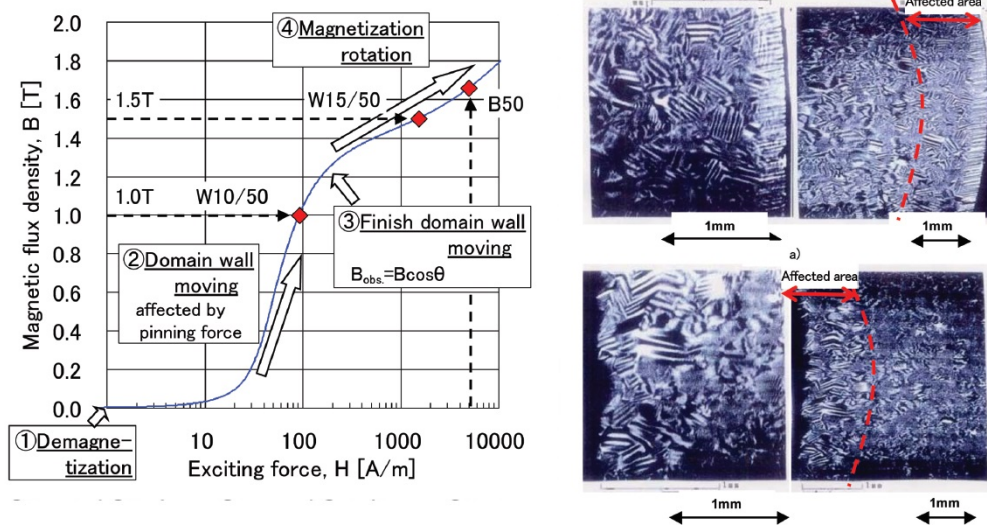 Magnetic flux density, B [T]
2.0
1.8
1.6
1.4
1.2
1.0
0.8
0.6
0.4
0.2
0.0
④Magnetization
rotation
1.5T
W15/50
B50
1.0T
W10/50
③Finish domain wall
moving
Bobs.=Bcosθ
②Domain wall
moving
affected by
pinning force
①Demagne-
tization
10
100
1000
10000
Exciting force, H [A/m]
Affected area
1mm
1mm
a)
Affected area
1mm
1mm